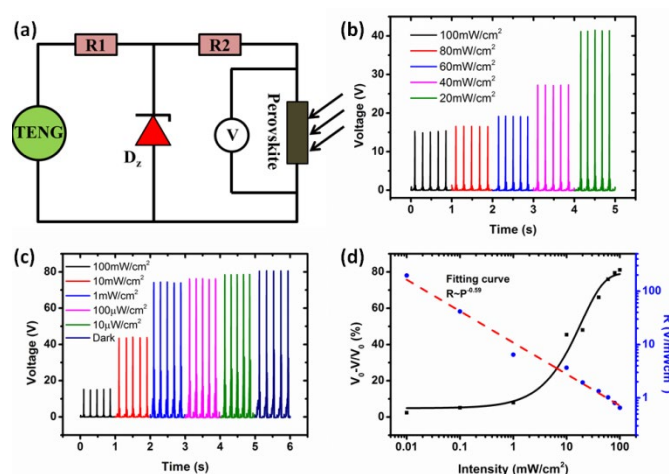 (a)
R1
R2
TENG
Dz
V
Perovskite
(b)
Voltage (V)
40
30
20
10
0
100mW/cm²
80mW/cm²
60mW/cm²
40mW/cm²
20mW/cm²
0 1 2 3 4 5
Time (s)
(c)
Voltage (V)
80
60
40
20
0
100mW/cm²
10mW/cm²
1mW/cm²
100μW/cm²
10μW/cm²
Dark
0 1 2 3 4 5 6
Time (s)
(d)
V₀-V/V₀ (%)
80
60
40
20
0
Fitting curve
R~P⁻⁰·⁵⁹
100
10
1
R (V/mWcm²)
0.01 0.1 1 10 100
Intensity (mW/cm²)